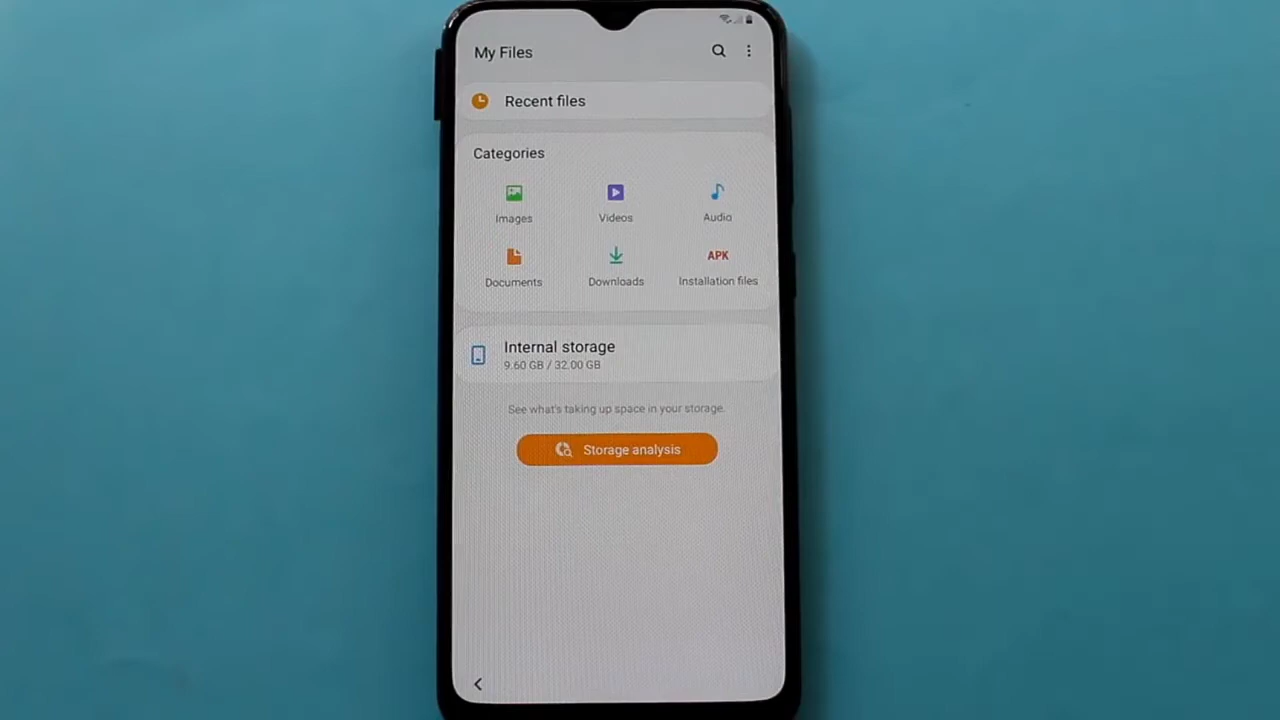 My Files
Recent files
Categories
Images
Videos
Audio
Documents
Downloads
APK
Installation files
Internal storage
9.60 GB / 32.00 GB
See what's taking up space in your storage.
Storage analysis